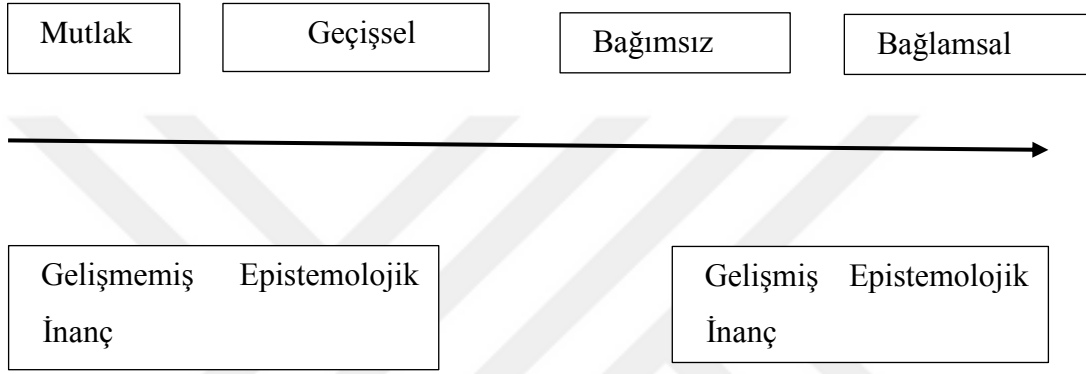 Mutlak
Geçişsel
Bağımsız
Bağlamsal
Gelişmemiş Epistemolojik
İnanç
Gelişmiş Epistemolojik
İnanç